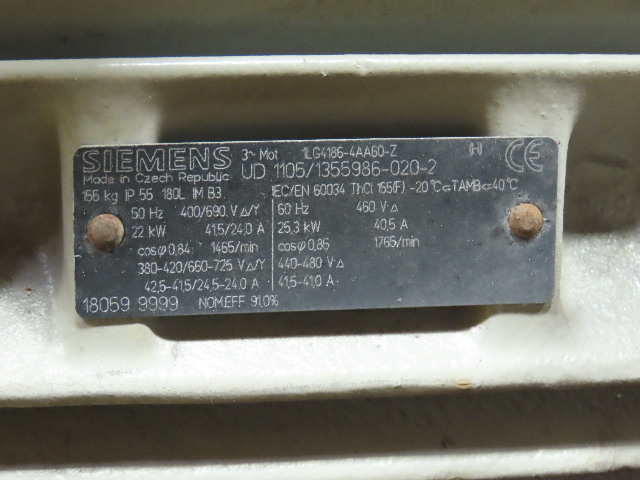 SIEMENS 3~ Mot 1LG4186-4AA60-Z (H) CE
Made in Czech Republic UD 1105/1355986-020-2
155 kg IP 55 180L IM B3 IEC/EN 60034 THCl 155(F) -20°C<=TAMB<=40°C
50 Hz 400/690 V Δ/Y 60 Hz 460 V Δ
22 kW 41,5/24,0 A 25,3 kW 40,5 A
cosφ 0,84 1465/min cosφ 0,85 1765/min
380-420/660-725 V Δ/Y 440-480 V Δ
42,5-41,5/24,5-24,0 A 41,5-41,0 A
18059 9999 NOM.EFF 91,0%